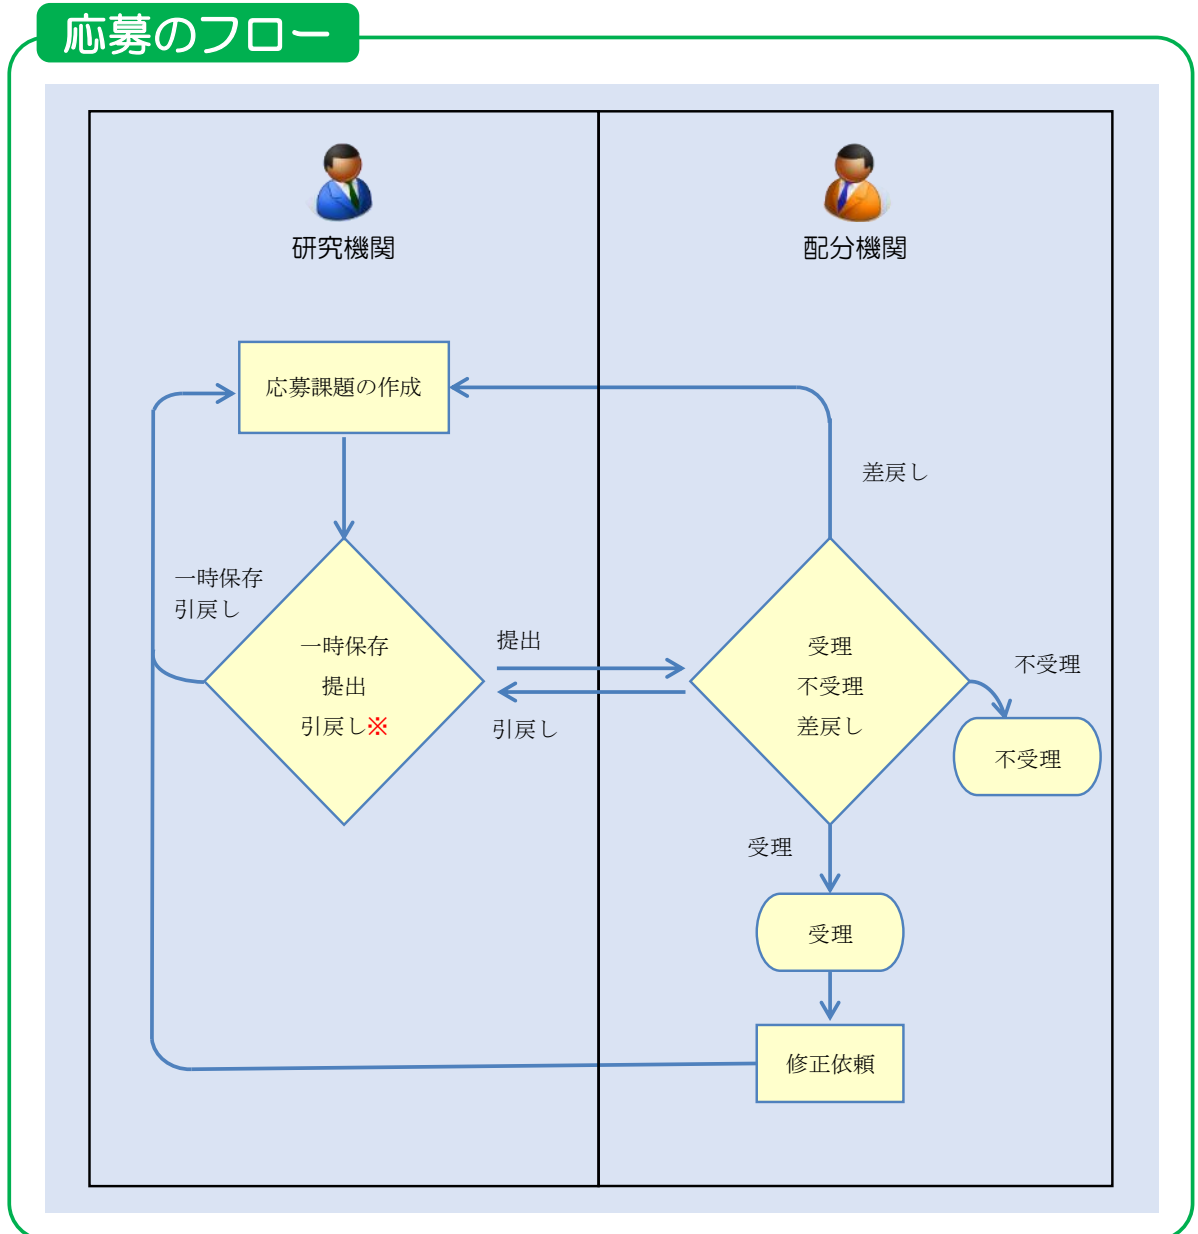 応募のフロー
研究機関
配分機関
応募課題の作成
差戻し
一時保存
引戻し
一時保存
提出
引戻し※
提出
引戻し
受理
不受理
差戻し
不受理
不受理
受理
受理
修正依頼